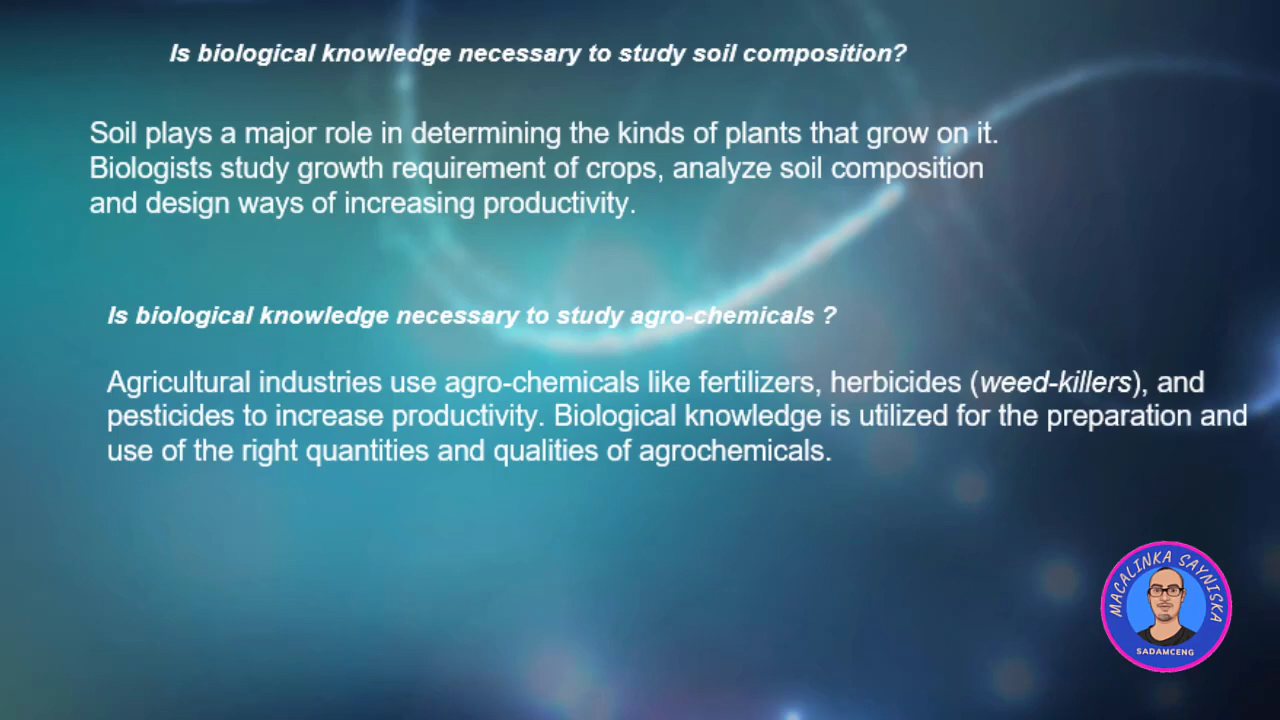 Is biological knowledge necessary to study soil composition?
Soil plays a major role in determining the kinds of plants that grow on it.
Biologists study growth requirement of crops, analyze soil composition
and design ways of increasing productivity.
Is biological knowledge necessary to study agro-chemicals ?
Agricultural industries use agro-chemicals like fertilizers, herbicides (weed-killers), and
pesticides to increase productivity. Biological knowledge is utilized for the preparation and
use of the right quantities and qualities of agrochemicals.
MACALINKA SAYNISKA
SADAMCENG